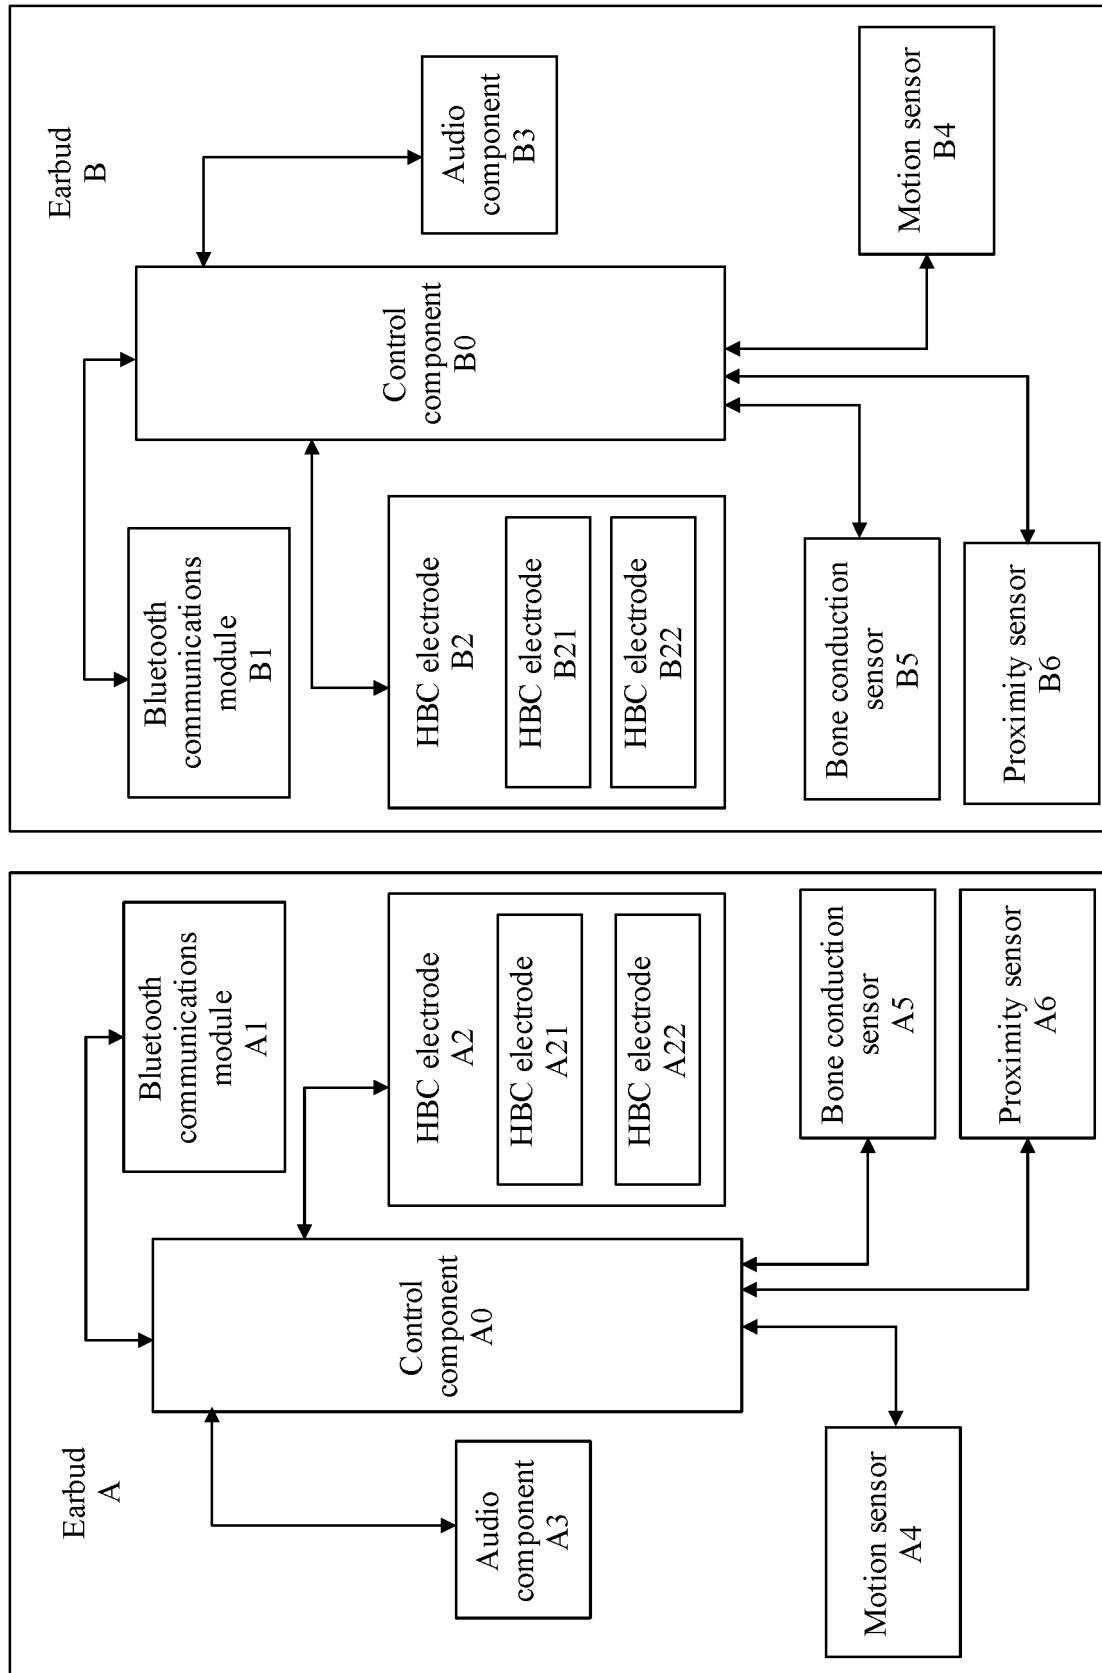 Earbud
A
Bluetooth
communications
module A1
Control
component
A0
HBC electrode
A2
HBC electrode
A21
HBC electrode
A22
Audio
component
A3
Motion sensor
A4
Bone conduction
sensor
A5
Proximity sensor
A6
Earbud
B
Bluetooth
communications
module B1
Control
component
B0
HBC electrode
B2
HBC electrode
B21
HBC electrode
B22
Audio
component
B3
Bone conduction
sensor
B5
Motion sensor
B4
Proximity sensor
B6